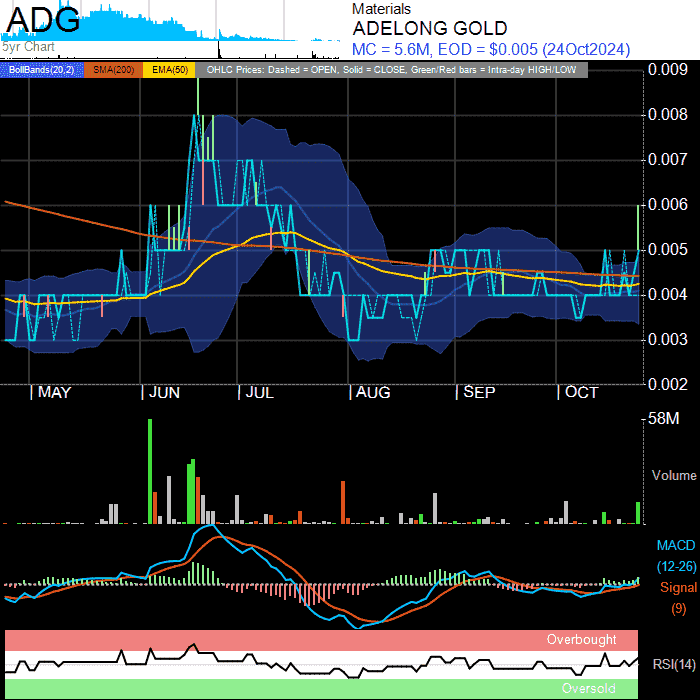 ADG
5yr Chart
Materials
ADELONG GOLD
MC = 5.6M, EOD = $0.005 (24Oct2024)
BollBands(20,2) SMA(200) EMA(50) OHLC Prices: Dashed = OPEN, Solid = CLOSE, Green/Red bars = Intra-day HIGH/LOW
0.009
0.008
0.007
0.006
0.005
0.004
0.003
0.002
MAY JUN JUL AUG SEP OCT
58M
Volume
MACD
(12-26)
Signal
(9)
Overbought
RSI(14)
Oversold